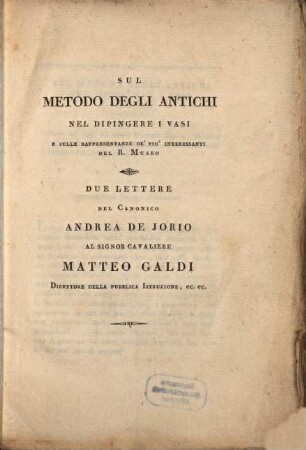 SUL
METODO DEGLI ANTICHI
NEL DIPINGERE I VASI
E SULLE RAPPRESENTANZE DE' PIU' INTERESSANTI
DEL R. MUSEO
DUE LETTERE
DEL CANONICO
ANDREA DE JORIO
AL SIGNOR CAVALIERE
MATTEO GALDI
DIRETTORE DELLA PUBBLICA ISTRUZIONE, EC. EC.